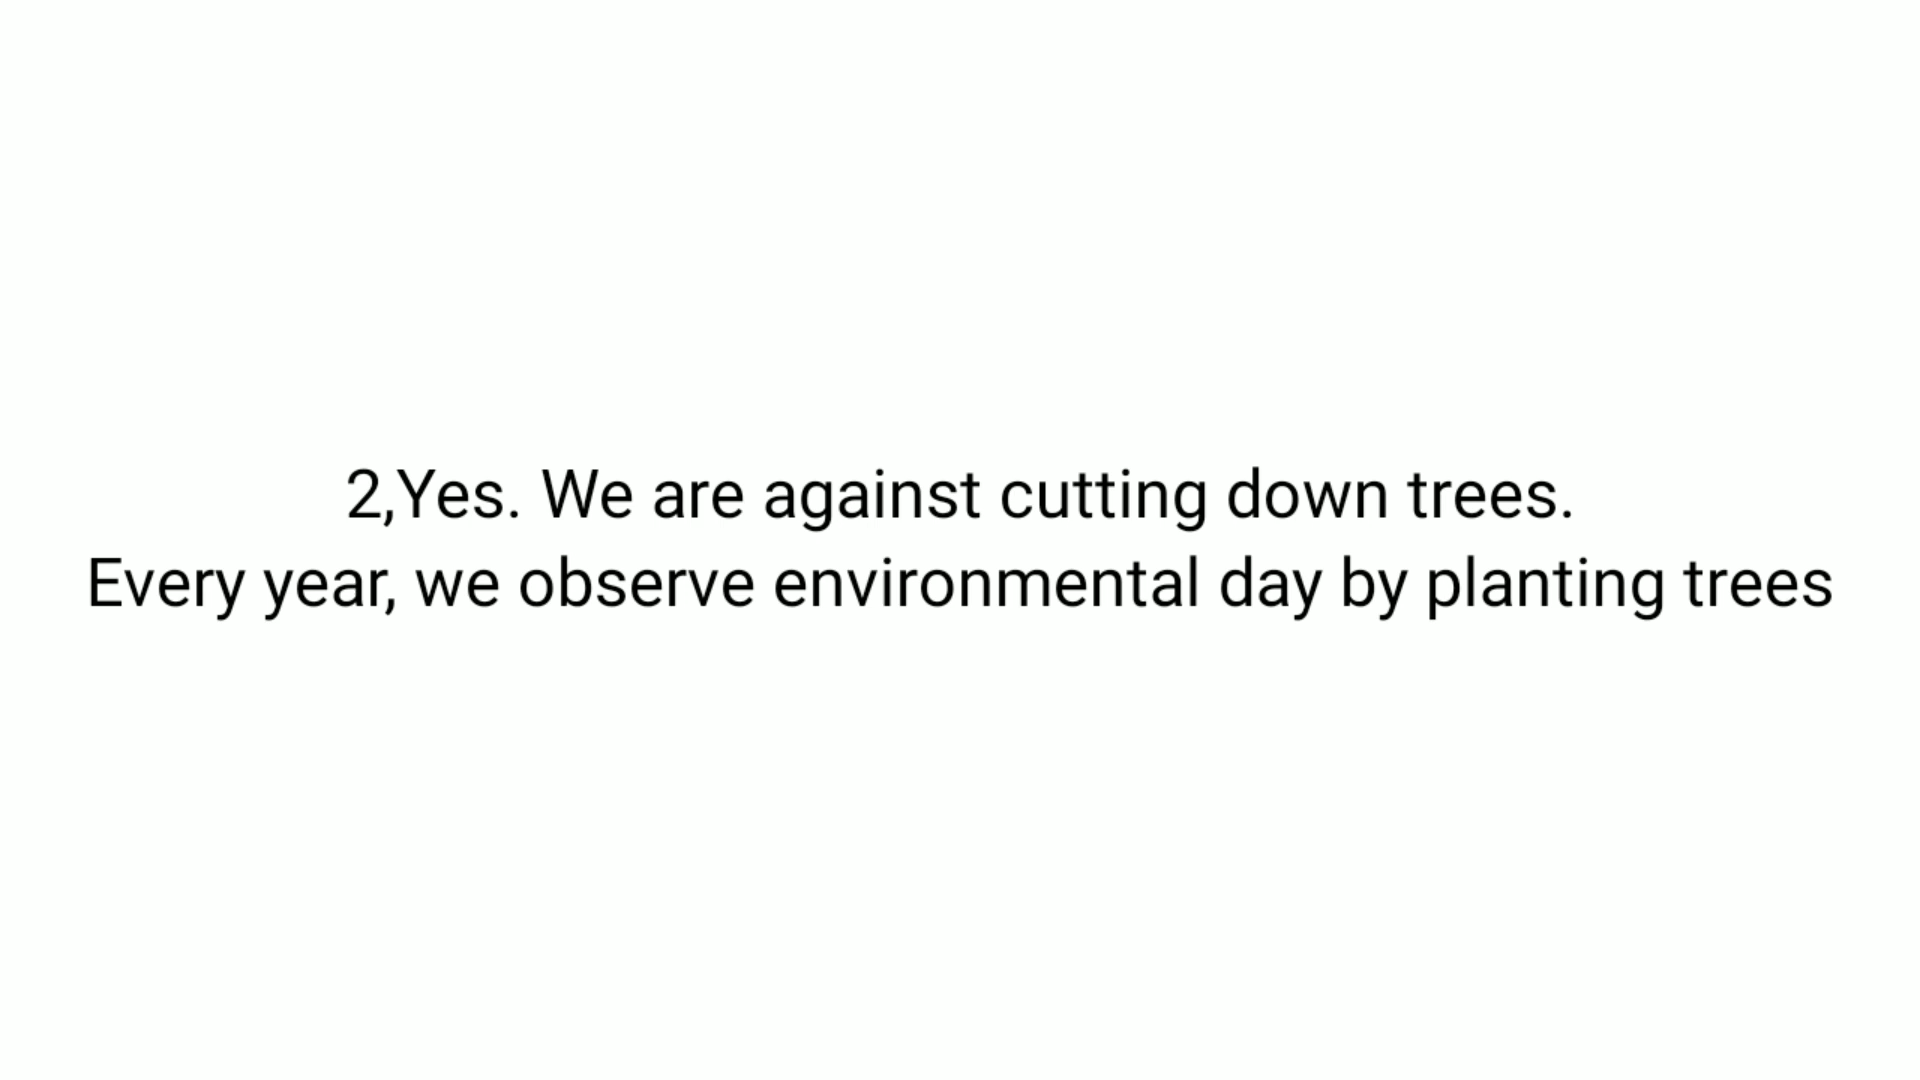 2,Yes. We are against cutting down trees.
Every year, we observe environmental day by planting trees